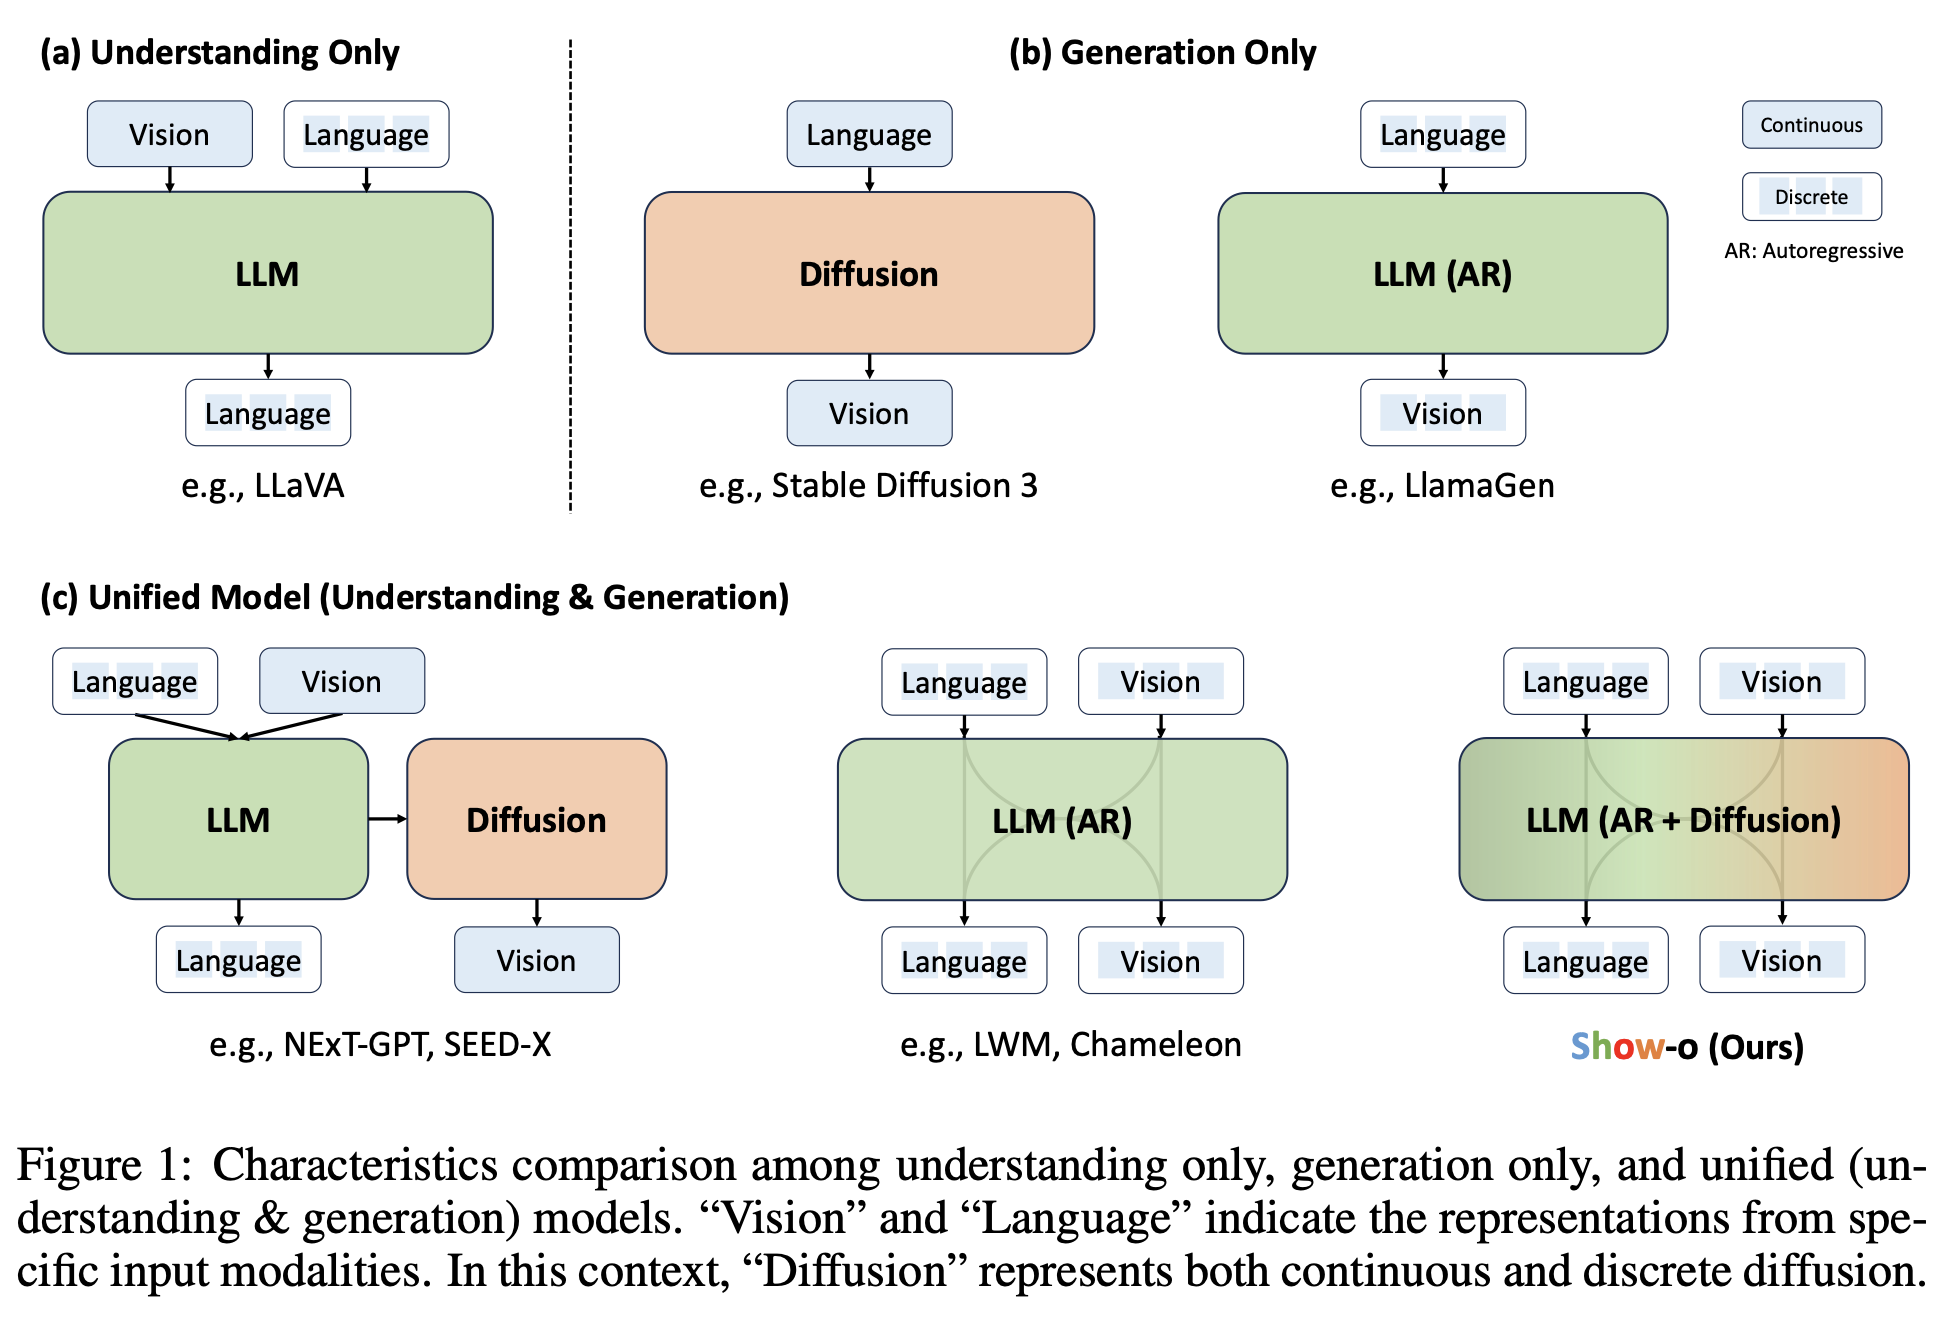 (a) Understanding Only
Vision
Language
LLM
Language
e.g., LLaVA
(b) Generation Only
Language
Diffusion
Vision
e.g., Stable Diffusion 3
Language
LLM (AR)
Vision
e.g., LlamaGen
Continuous
Discrete
AR: Autoregressive
(c) Unified Model (Understanding & Generation)
Language
Vision
LLM
Diffusion
Language
Vision
e.g., NExT-GPT, SEED-X
Language
Vision
LLM (AR)
Language
Vision
e.g., LWM, Chameleon
Language
Vision
LLM (AR + Diffusion)
Language
Vision
Show-o (Ours)
Figure 1: Characteristics comparison among understanding only, generation only, and unified (un-
derstanding & generation) models. “Vision” and “Language” indicate the representations from spe-
cific input modalities. In this context, “Diffusion” represents both continuous and discrete diffusion.